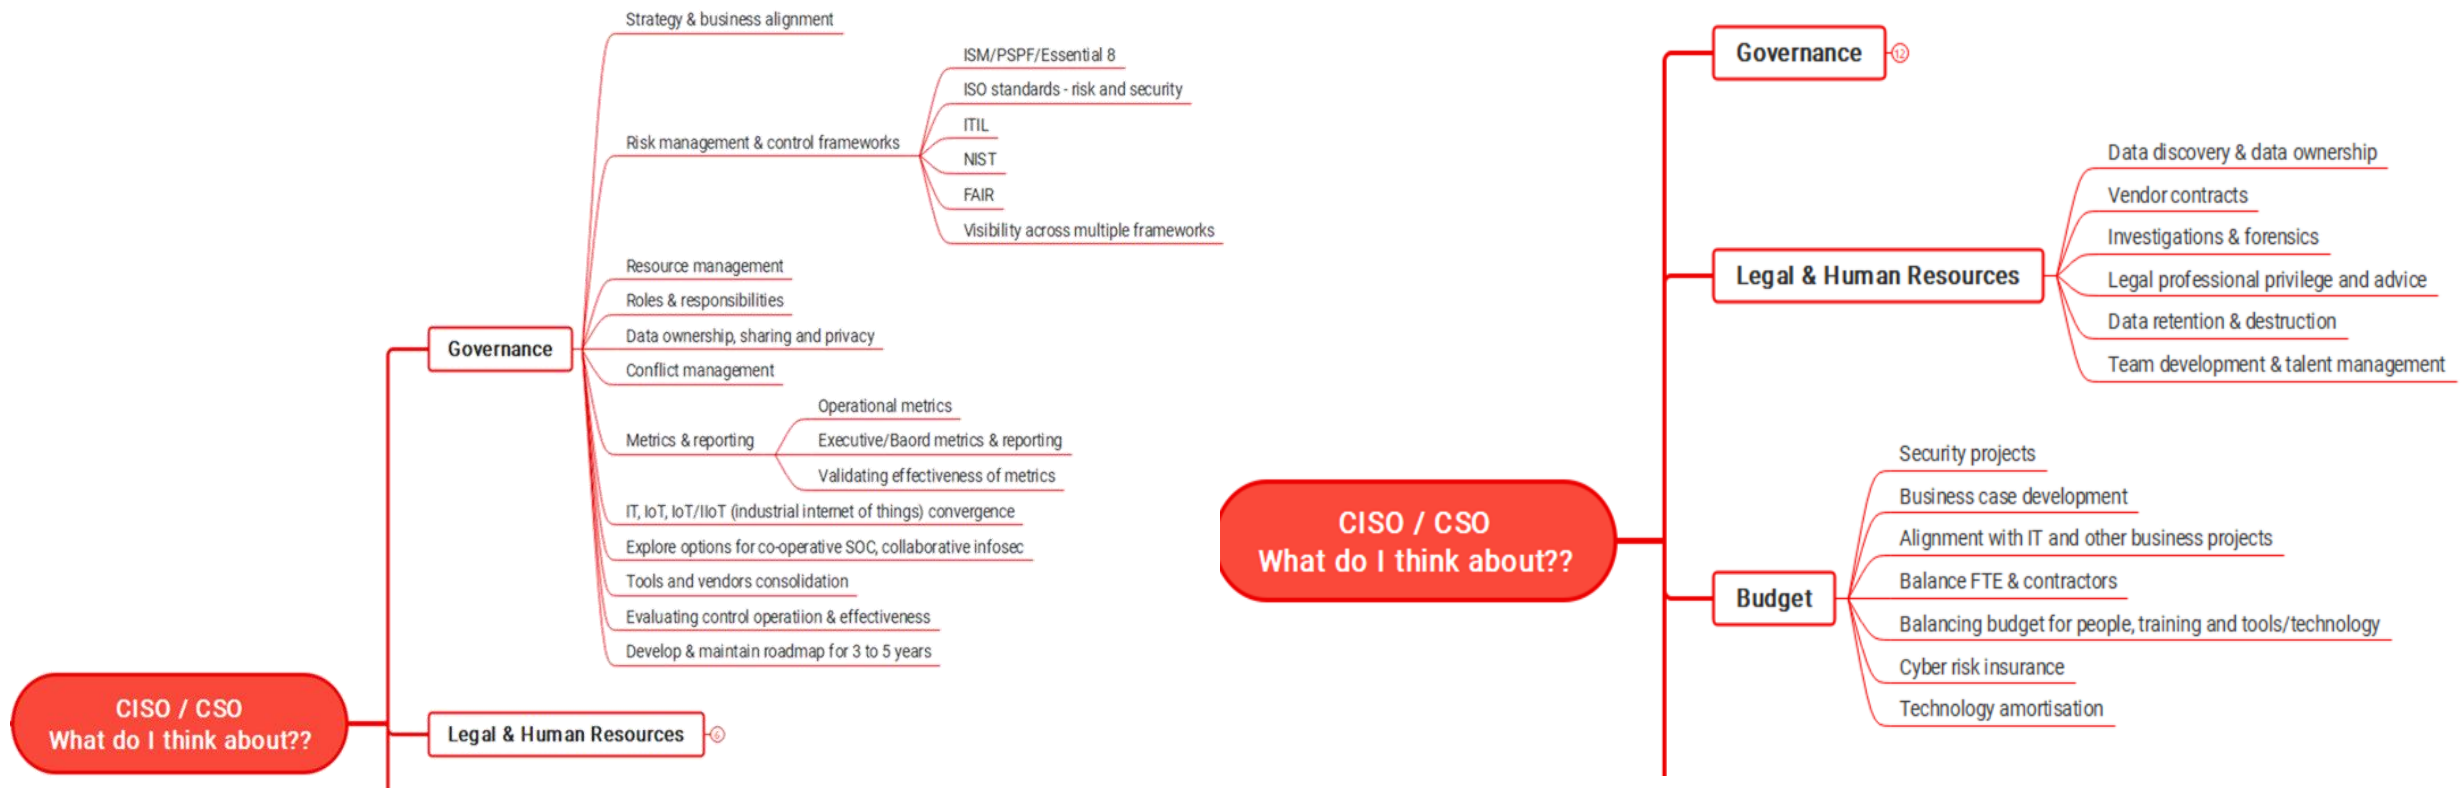 Strategy & business alignment
ISM/PSPF/Essential 8
ISO standards - risk and security
ITIL
Risk management & control frameworks
NIST
FAIR
Visibility across multiple frameworks
Resource management
Roles & responsibilities
Data ownership, sharing and privacy
Governance
Conflict management
Operational metrics
Metrics & reporting
Executive/Baord metrics & reporting
Validating effectiveness of metrics
IT, IoT, IoT/IIoT (industrial internet of things) convergence
Explore options for co-operative SOC, collaborative infosec
Tools and vendors consolidation
Evaluating control operatiion & effectiveness
Develop & maintain roadmap for 3 to 5 years
CISO / CSO
What do I think about??
Legal & Human Resources
6
Governance
12
Data discovery & data ownership
Vendor contracts
Investigations & forensics
Legal & Human Resources
Legal professional privilege and advice
Data retention & destruction
Team development & talent management
CISO / CSO
What do I think about??
Security projects
Business case development
Alignment with IT and other business projects
Balance FTE & contractors
Budget
Balancing budget for people, training and tools/technology
Cyber risk insurance
Technology amortisation